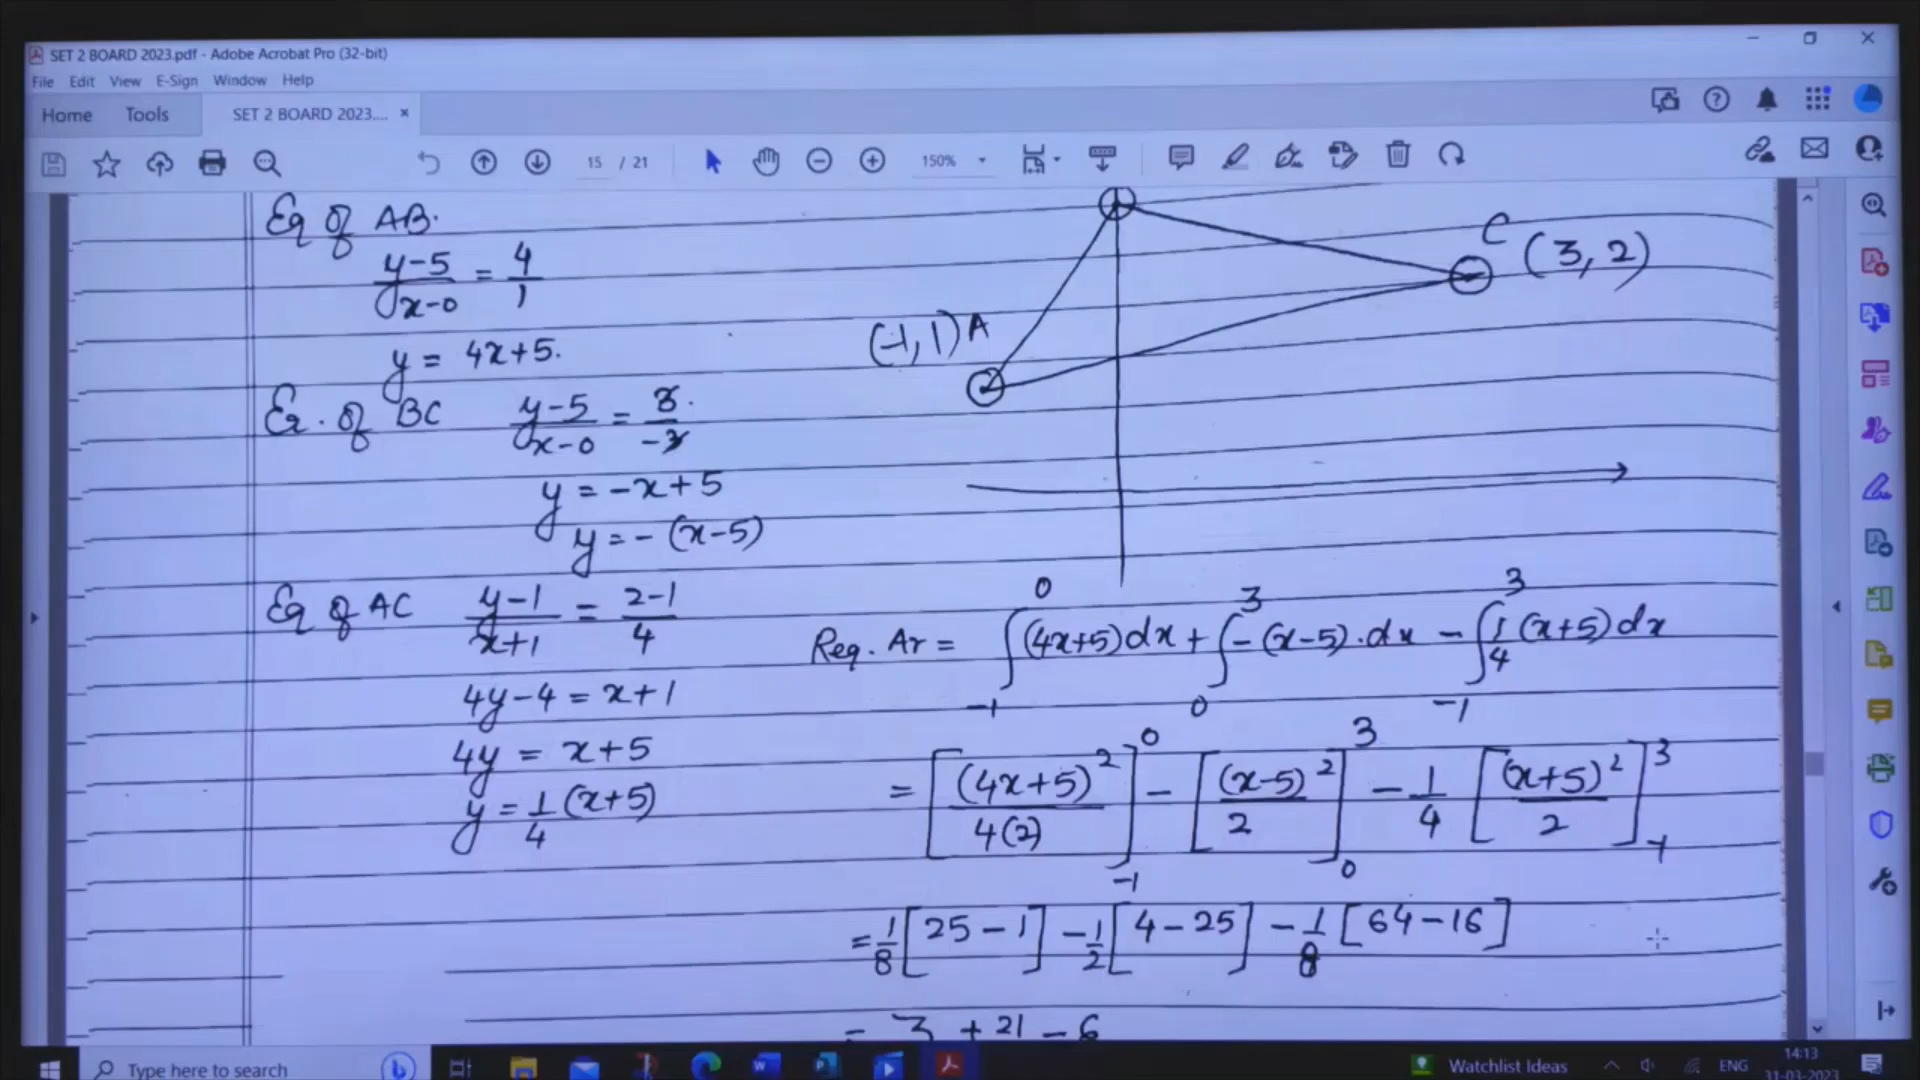 SET 2 BOARD 2023.pdf - Adobe Acrobat Pro (32-bit)
File Edit View E-Sign Window Help
Home Tools SET 2 BOARD 2023.... ×
15 / 21 150%
Eq of AB.
y-5/x-0 = 4/1
y = 4x+5.
Eq. of BC y-5/x-0 = 3/-3
y = -x+5
y = -(x-5)
Eq of AC y-1/x+1 = 2-1/4
4y-4 = x+1
4y = x+5
y = 1/4 (x+5)
C (3, 2)
(-1, 1) A
Req. Ar = ∫_{-1}^{0} (4x+5) dx + ∫_{0}^{3} -(x-5).dx - ∫_{-1}^{3} 1/4 (x+5) dx
= [(4x+5)²/4(2)]_{-1}^{0} - [(x-5)²/2]_{0}^{3} - 1/4 [(x+5)²/2]_{-1}^{3}
= 1/8 [25-1] - 1/2 [4-25] - 1/8 [64-16]
= 3 + 21 - 6
Type here to search
Watchlist Ideas ENG 14:13
31-03-2023